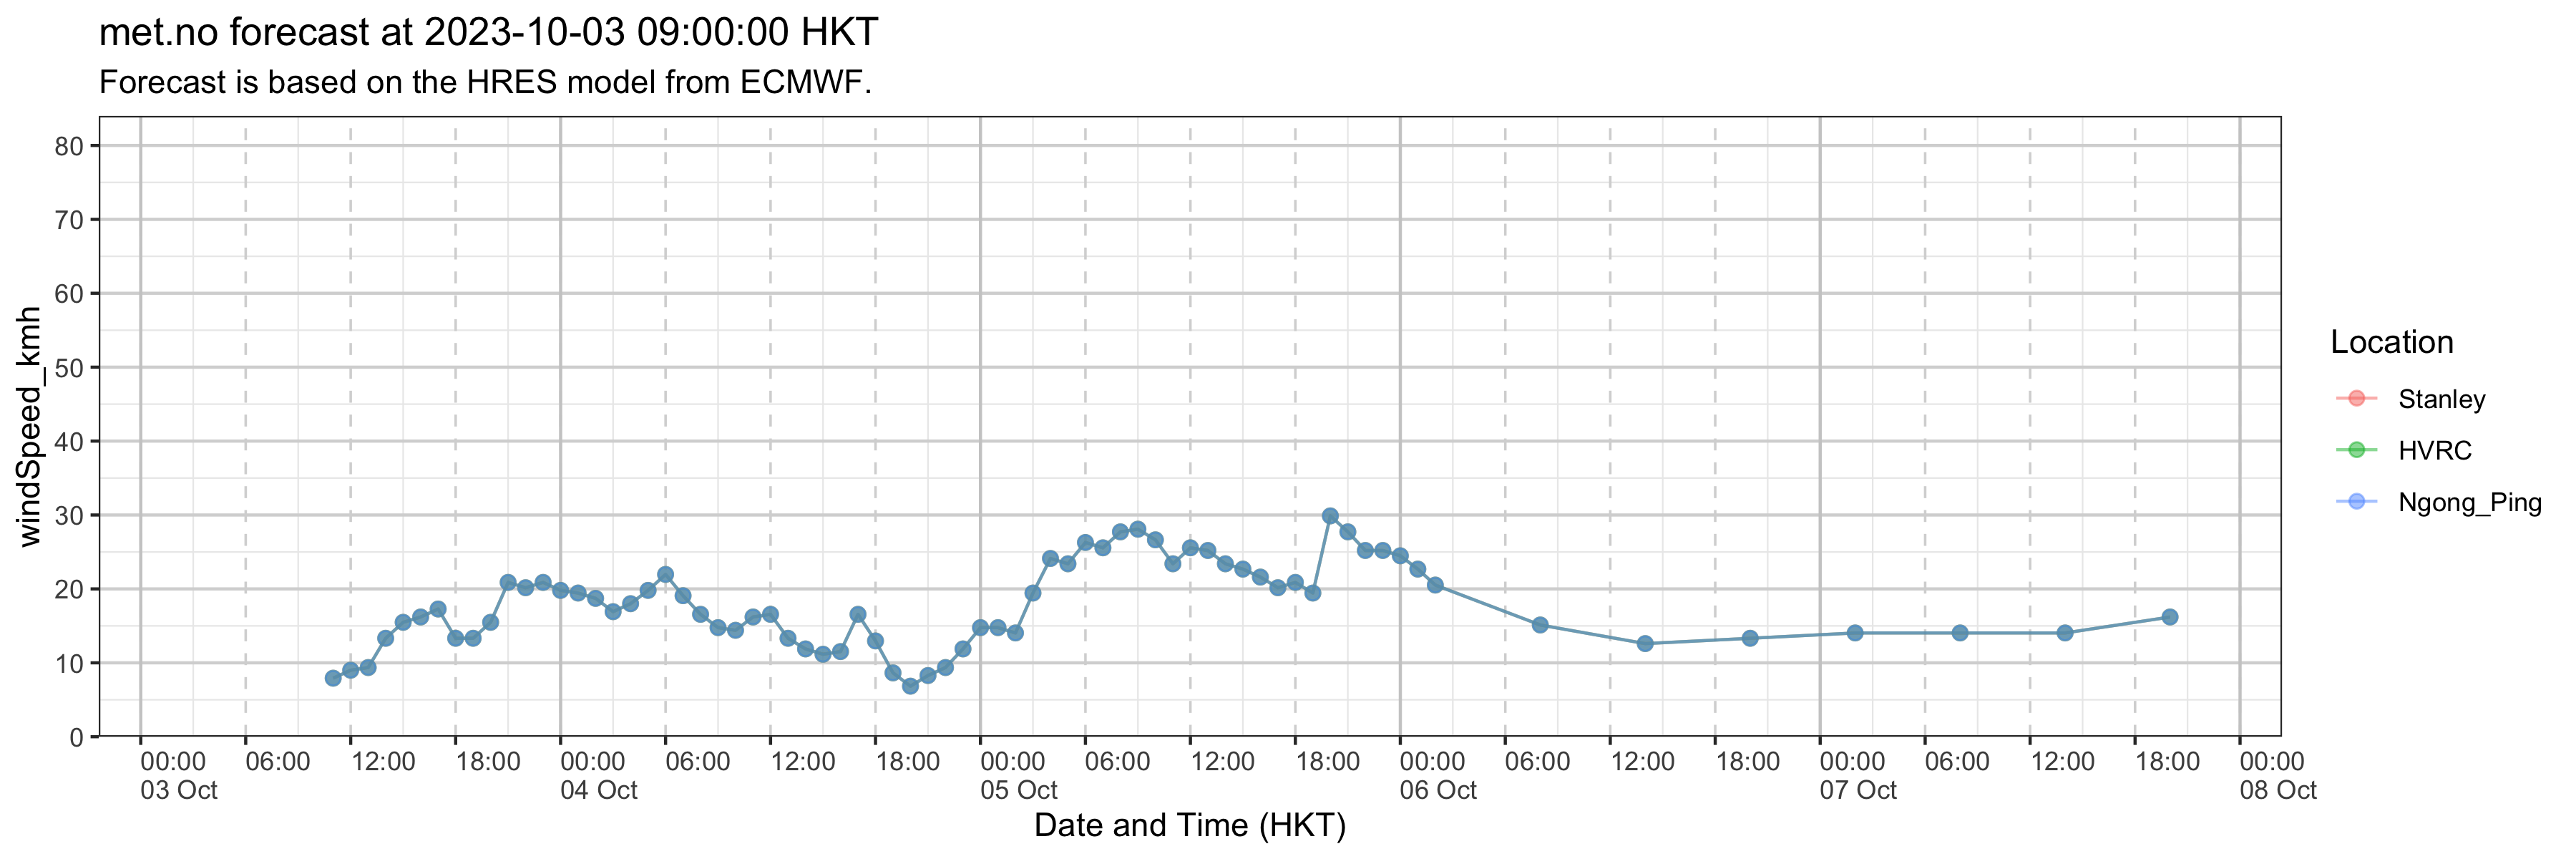 met.no forecast at 2023-10-03 09:00:00 HKT
Forecast is based on the HRES model from ECMWF.
windSpeed_kmh
80
70
60
50
40
30
20
10
0
00:00 06:00 12:00 18:00 00:00 06:00 12:00 18:00 00:00 06:00 12:00 18:00 00:00 06:00 12:00 18:00 00:00 06:00 12:00 18:00 00:00
03 Oct 04 Oct 05 Oct 06 Oct 07 Oct 08 Oct
Date and Time (HKT)
Location
Stanley
HVRC
Ngong_Ping